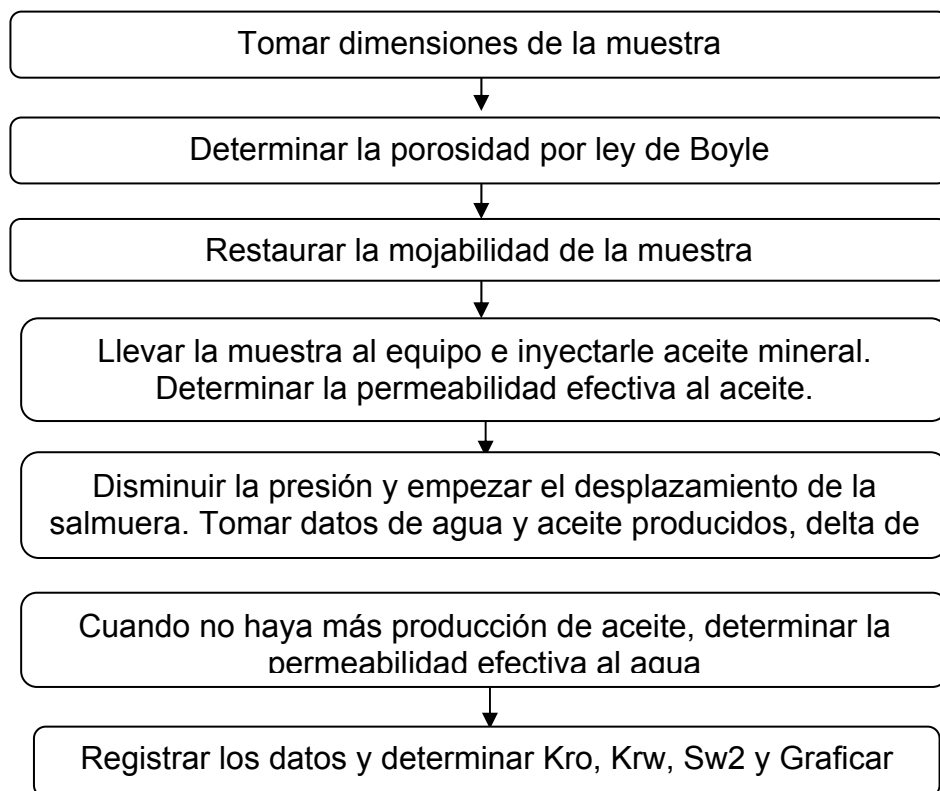 Tomar dimensiones de la muestra
Determinar la porosidad por ley de Boyle
Restaurar la mojabilidad de la muestra
Llevar la muestra al equipo e inyectarle aceite mineral.
Determinar la permeabilidad efectiva al aceite.
Disminuir la presión y empezar el desplazamiento de la
salmuera. Tomar datos de agua y aceite producidos, delta de
Cuando no haya más producción de aceite, determinar la
permeabilidad efectiva al agua
Registrar los datos y determinar Kro, Krw, Sw2 y Graficar